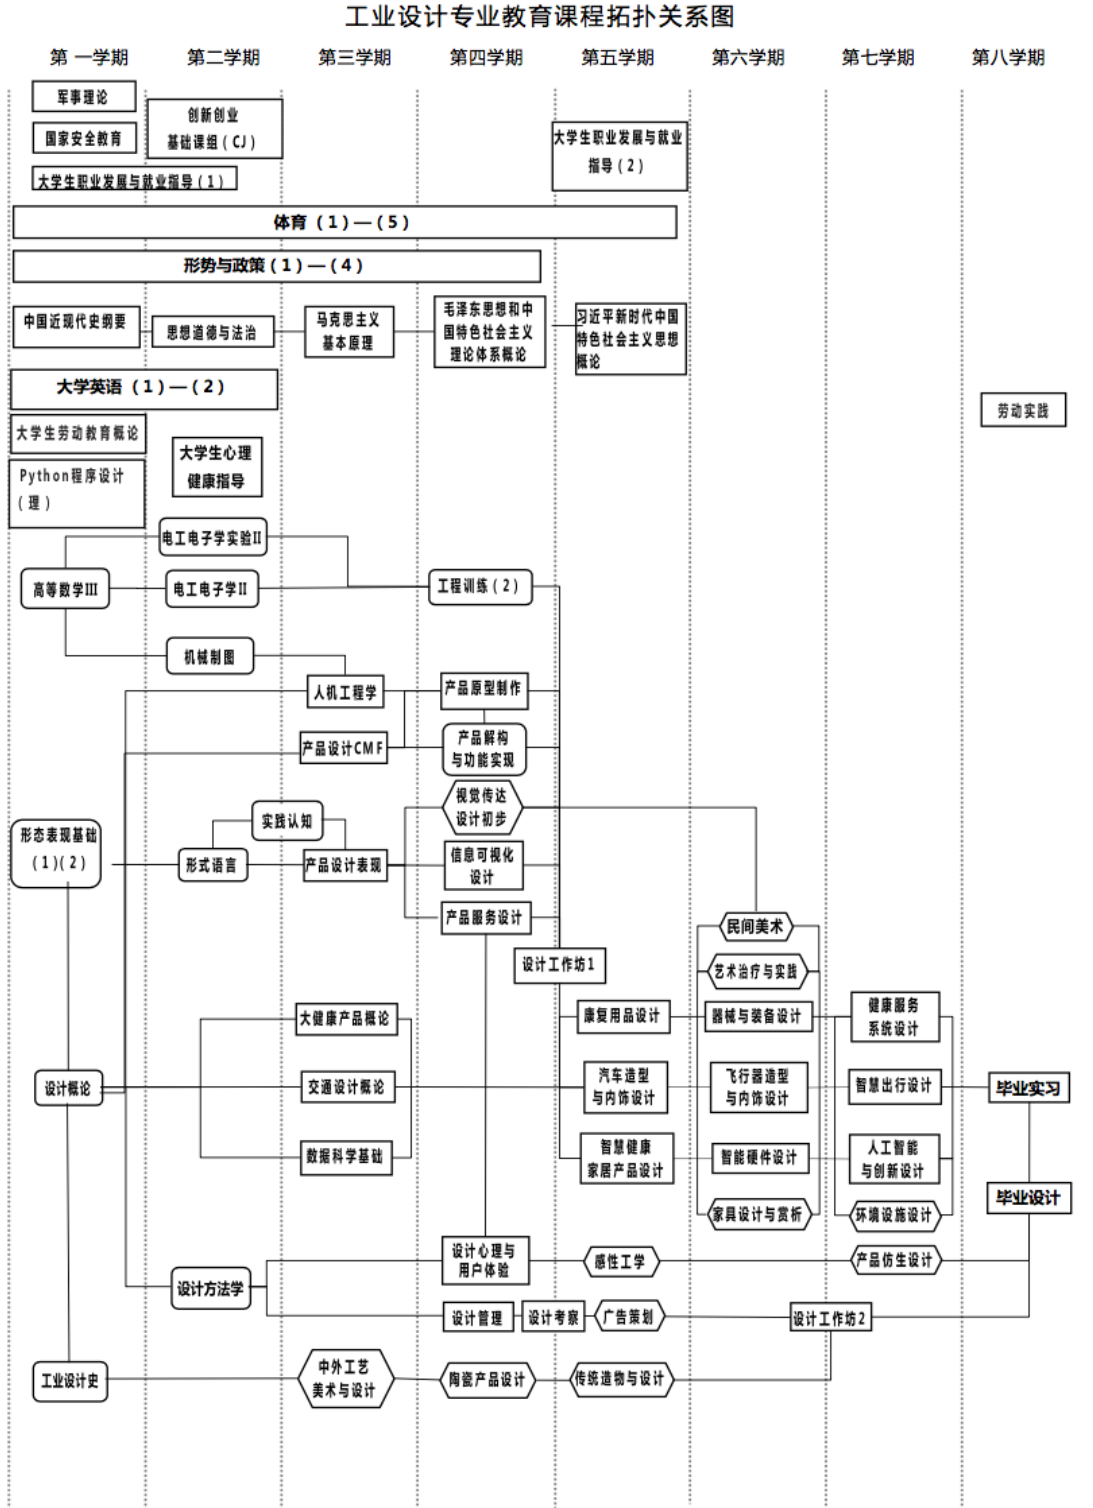 工业设计专业教育课程拓扑关系图
第 一学期
第二学期
第三学期
第四学期
第五学期
第六学期
第七学期
第八学期
军事理论
国家安全教育
创新创业
基础课组(CJ)
大学生职业发展与就业指导(1)
大学生职业发展与就业
指导(2)
体育(1)—(5)
形势与政策(1)—(4)
中国近现代史纲要
思想道德与法治
马克思主义
基本原理
毛泽东思想和中
国特色社会主义
理论体系概论
习近平新时代中国
特色社会主义思想
概论
大学英语(1)—(2)
劳动实践
大学生劳动教育概论
大学生心理
健康指导
Python程序设计
(理)
电工电子学实验II
高等数学III
电工电子学II
工程训练(2)
机械制图
人机工程学
产品原型制作
产品设计CMF
产品解构
与功能实现
视觉传达
设计初步
实践认知
形态表现基础
(1)(2)
形式语言
产品设计表现
信息可视化
设计
产品服务设计
民间美术
设计工作坊1
艺术治疗与实践
大健康产品概论
康复用品设计
器械与装备设计
健康服务
系统设计
设计概论
交通设计概论
汽车造型
与内饰设计
飞行器造型
与内饰设计
智慧出行设计
毕业实习
数据科学基础
智慧健康
家居产品设计
智能硬件设计
人工智能
与创新设计
毕业设计
家具设计与赏析
环境设施设计
设计心理与
用户体验
感性工学
产品仿生设计
设计方法学
设计管理
设计考察
广告策划
设计工作坊2
工业设计史
中外工艺
美术与设计
陶瓷产品设计
传统造物与设计